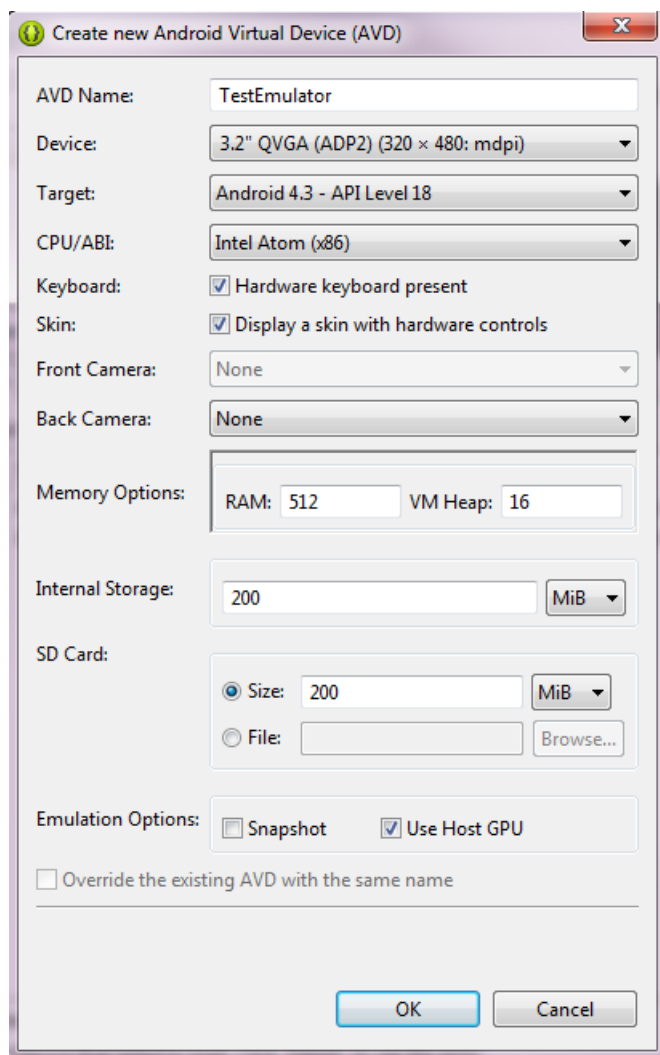 Create new Android Virtual Device (AVD)
AVD Name: TestEmulator
Device: 3.2" QVGA (ADP2) (320 × 480: mdpi)
Target: Android 4.3 - API Level 18
CPU/ABI: Intel Atom (x86)
Keyboard: Hardware keyboard present
Skin: Display a skin with hardware controls
Front Camera: None
Back Camera: None
Memory Options: RAM: 512 VM Heap: 16
Internal Storage: 200 MiB
SD Card:
Size: 200 MiB
File: Browse...
Emulation Options: Snapshot Use Host GPU
Override the existing AVD with the same name
OK Cancel